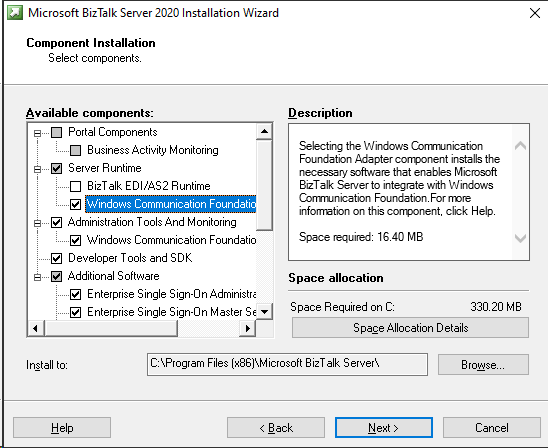 Microsoft BizTalk Server 2020 Installation Wizard
Component Installation
Select components.
Available components:
Portal Components
Business Activity Monitoring
Server Runtime
BizTalk EDI/AS2 Runtime
Windows Communication Foundatio
Administration Tools And Monitoring
Windows Communication Foundatio
Developer Tools and SDK
Additional Software
Enterprise Single Sign-On Administra
Enterprise Single Sign-On Master Se
Description
Selecting the Windows Communication
Foundation Adapter component installs the
necessary software that enables Microsoft
BizTalk Server to integrate with Windows
Communication Foundation.For more
information on this component, click Help.
Space required: 16.40 MB
Space allocation
Space Required on C: 330.20 MB
Space Allocation Details
Install to: C:\Program Files (x86)\Microsoft BizTalk Server\ Browse...
Help < Back Next > Cancel